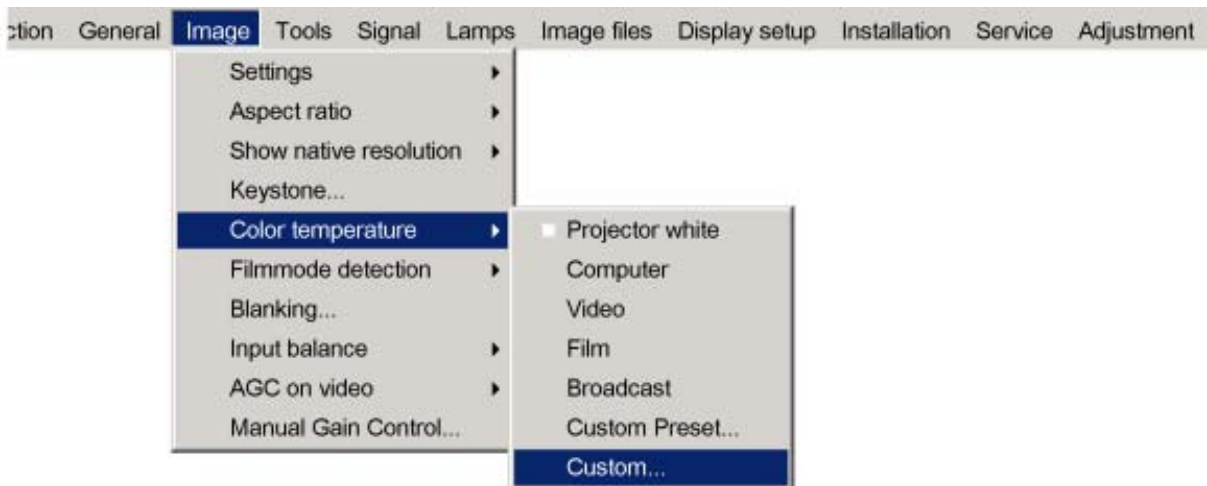 ction General Image Tools Signal Lamps Image files Display setup Installation Service Adjustment
Settings
Aspect ratio
Show native resolution
Keystone...
Color temperature
Filmmode detection
Blanking...
Input balance
AGC on video
Manual Gain Control...
Projector white
Computer
Video
Film
Broadcast
Custom Preset...
Custom...